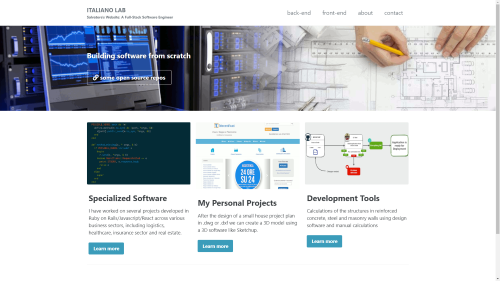 ITALIANO LAB
Salvatore's Website: A Full-Stack Software Engineer
back-end front-end about contact
Building software from scratch
some open source repos
24 ORE
SU 24
Specialized Software
I have worked on several projects developed in
Ruby on Rails/Javascript/React across various
business sectors, including logistics,
healthcare, insurance sector and real estate.
Learn more
My Personal Projects
After the design of a small house project plan
in .dwg or .dxf we can create a 3D model using
a 3D software like Sketchup.
Learn more
Development Tools
Calculations of the structures in reinforced
concrete, steel and masonry walls using design
software and manual calculations
Learn more